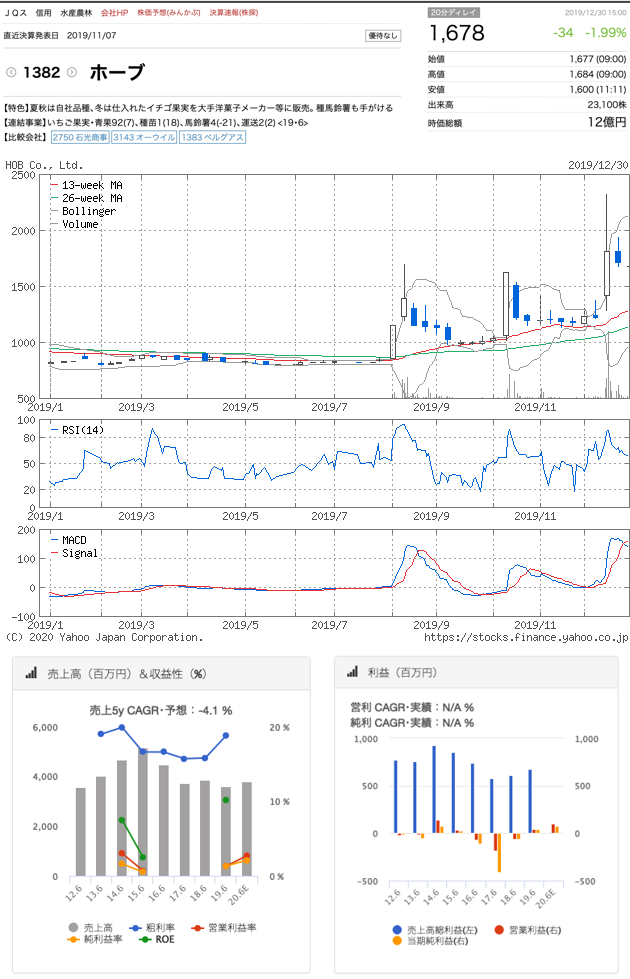 ＪＱＳ 信用 水産農林 会社HP 株価予想(みんかぶ) 決算速報(株探)
直近決算発表日 2019/11/07 優待なし
1382 ホーブ
【特色】夏秋は自社品種、冬は仕入れたイチゴ果実を大手洋菓子メーカー等に販売。種馬鈴薯も手がける
【連結事業】いちご果実・青果92(7)、種苗1(18)、馬鈴薯4(-21)、運送2(2) <19・6>
【比較会社】 2750 石光商事 3143 オーウイル 1383 ベルグアス
20分ディレイ 2019/12/30 15:00
1,678 -34 -1.99%
始値 1,677 (09:00)
高値 1,684 (09:00)
安値 1,600 (11:11)
出来高 23,100株
時価総額 12億円
HOB Co., Ltd. 2019/12/30
2500
2000
1500
1000
500
13-week MA
26-week MA
Bollinger
Volume
2019/1 2019/3 2019/5 2019/7 2019/9 2019/11
100
80
50
20
0
RSI(14)
2019/1 2019/3 2019/5 2019/7 2019/9 2019/11
200
100
0
-100
MACD
Signal
2019/1 2019/3 2019/5 2019/7 2019/9 2019/11
(C) 2020 Yahoo Japan Corporation. https://stocks.finance.yahoo.co.jp
売上高（百万円）＆収益性（%）
売上5y CAGR・予想：-4.1 %
6,000
4,000
2,000
0
20 %
10 %
0 %
12.6 13.6 14.6 15.6 16.6 17.6 18.6 19.6 20.6E
売上高 粗利率 営業利益率
純利益率 ROE
利益（百万円）
営利 CAGR・実績：N/A %
純利 CAGR・実績：N/A %
1,000
500
0
-500
1,000
500
0
-500
12.6 13.6 14.6 15.6 16.6 17.6 18.6 19.6 20.6E
売上高総利益(左) 営業利益(右)
当期純利益(右)